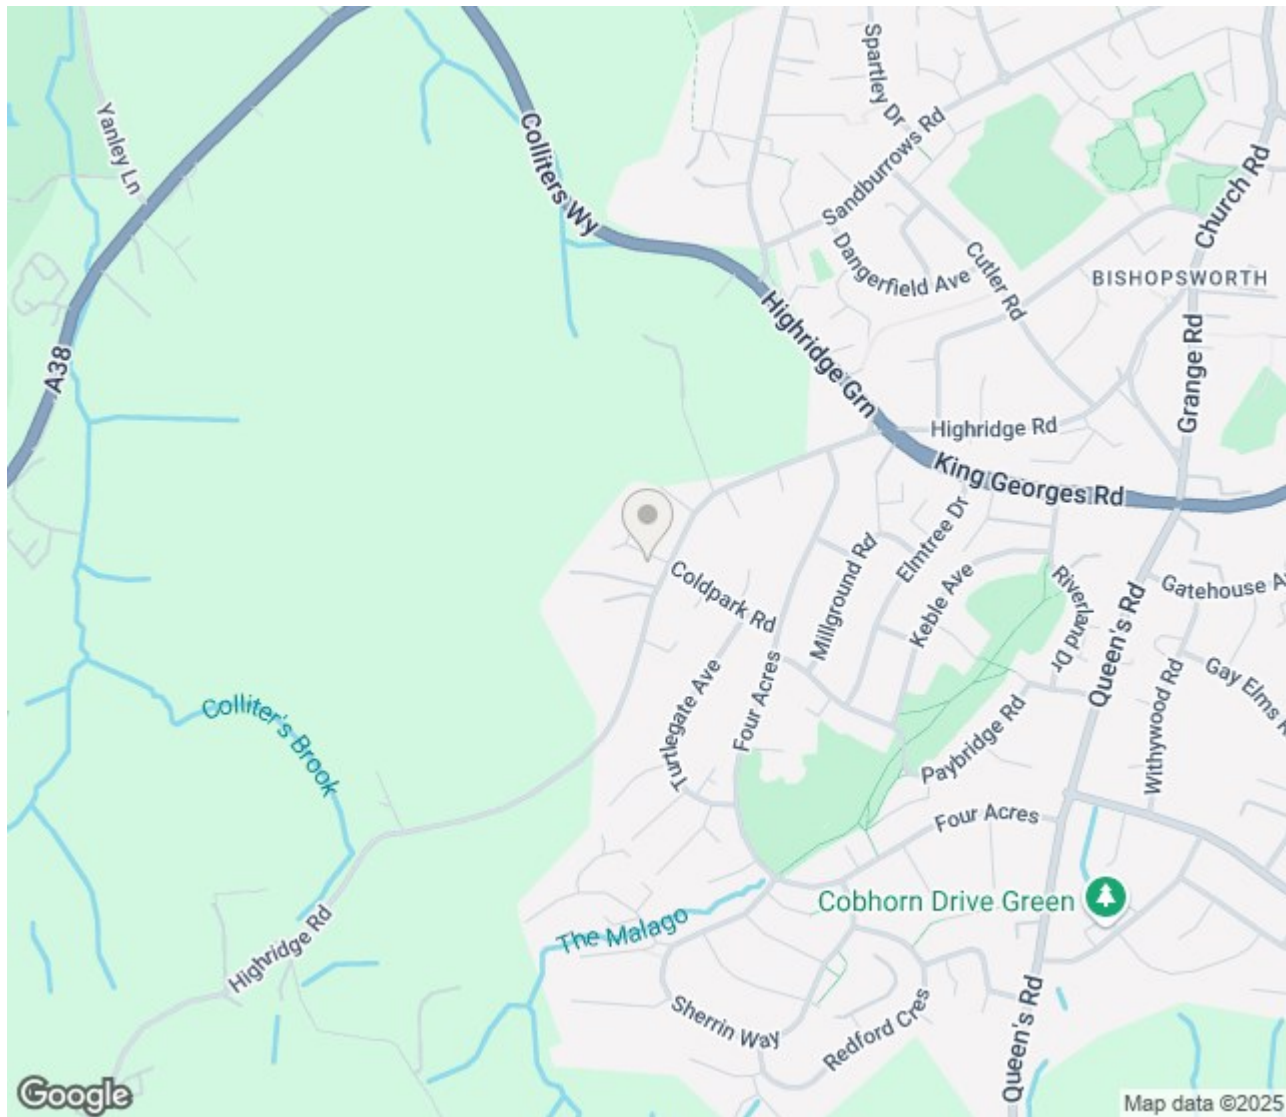 Spartley Dr
Yanley Ln
Colliters Wy
Sandburrows Rd
Church Rd
Dangerfield Ave
Cutler Rd
BISHOPSWORTH
A38
Highridge Grn
Grange Rd
Highridge Rd
King Georges Rd
Elmtree Dr
Millground Rd
Keble Ave
Riverland Dr
Gatehouse A
Coldpark Rd
Queen's Rd
Turtlegate Ave
Four Acres
Withywood Rd
Gay Elms R
Colliter's Brook
Paybridge Rd
Four Acres
Cobhorn Drive Green
The Malago
Highridge Rd
Sherrin Way
Redford Cres
Queen's Rd
Google
Map data ©2025